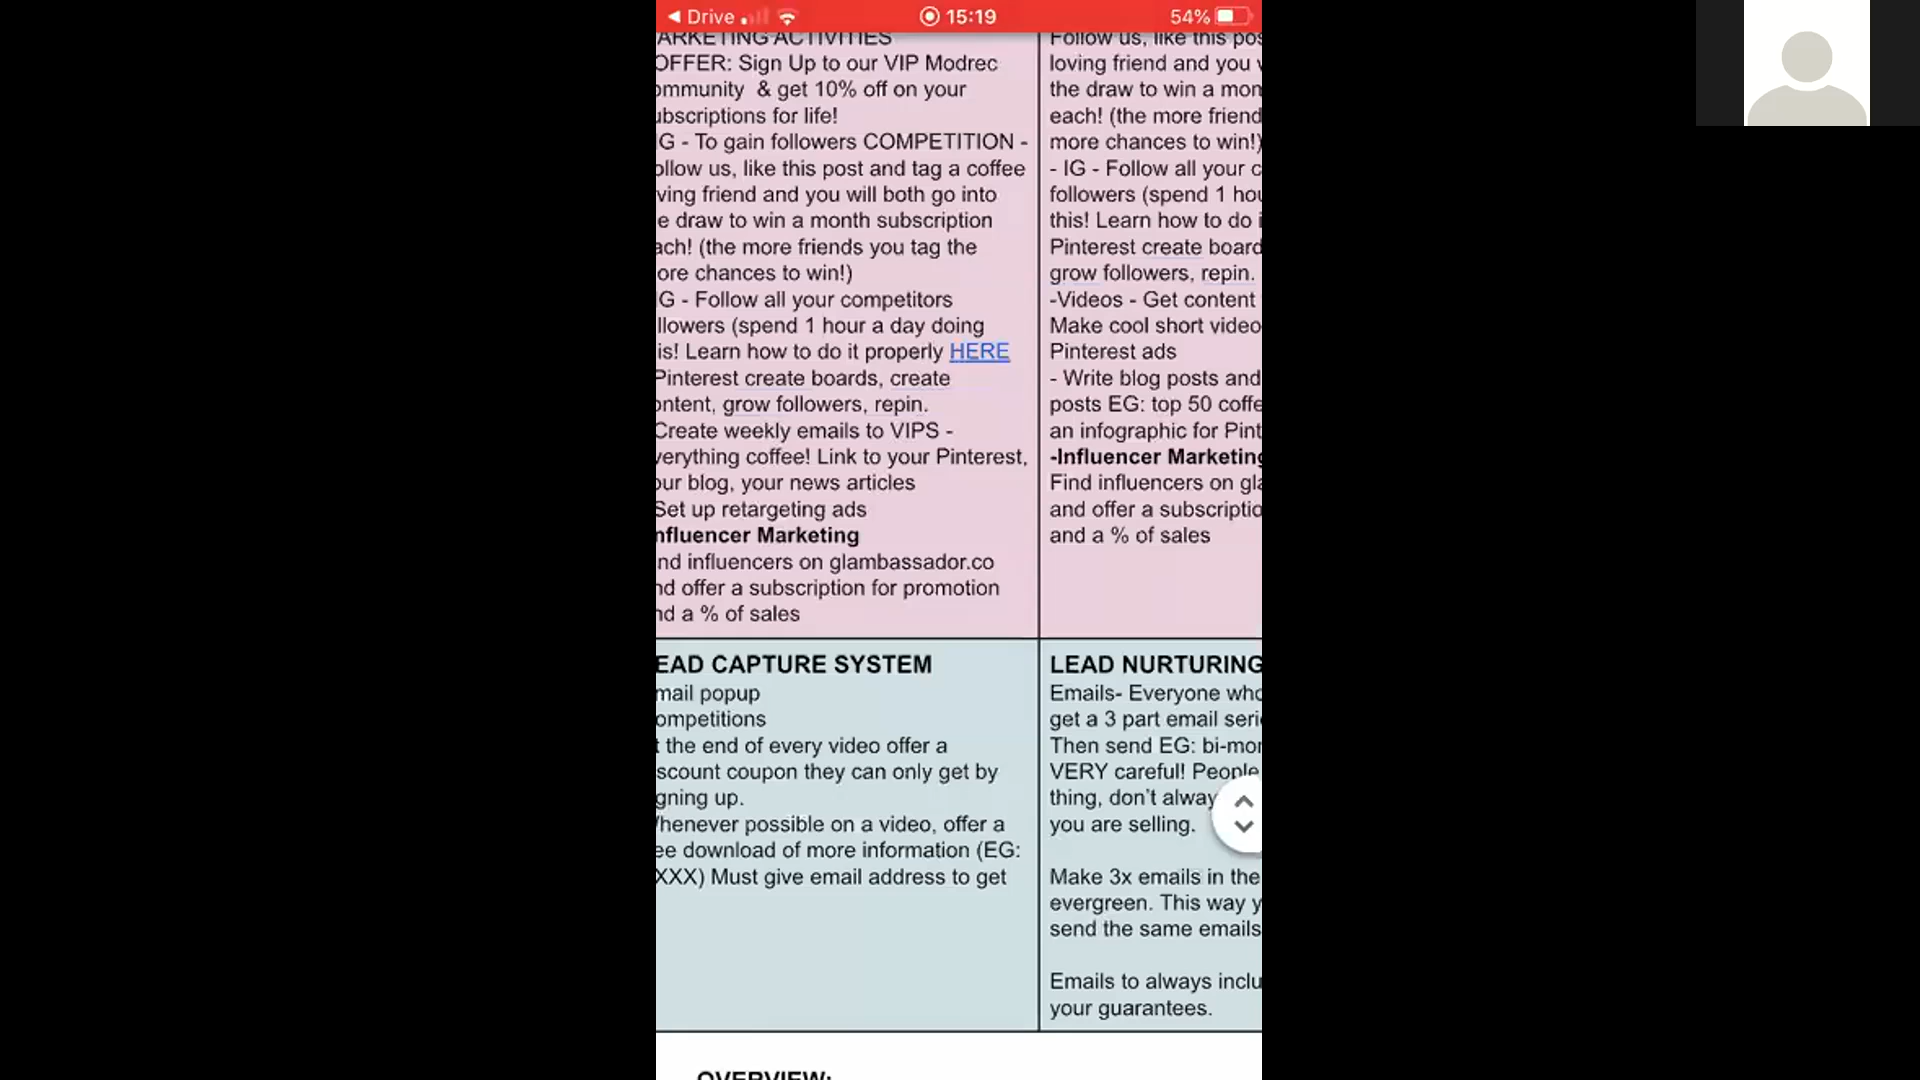 Drive
15:19
54%
ARKETING ACTIVITIES
OFFER: Sign Up to our VIP Modrec
ommunity & get 10% off on your
ubscriptions for life!
G - To gain followers COMPETITION -
ollow us, like this post and tag a coffee
ving friend and you will both go into
e draw to win a month subscription
ach! (the more friends you tag the
ore chances to win!)
G - Follow all your competitors
llowers (spend 1 hour a day doing
is! Learn how to do it properly HERE
Pinterest create boards, create
ontent, grow followers, repin.
Create weekly emails to VIPS -
verything coffee! Link to your Pinterest,
our blog, your news articles
Set up retargeting ads
nfluencer Marketing
nd influencers on glambassador.co
nd offer a subscription for promotion
nd a % of sales
Follow us, like this pos
loving friend and you
the draw to win a mon
each! (the more friend
more chances to win!)
- IG - Follow all your c
followers (spend 1 hou
this! Learn how to do i
Pinterest create board
grow followers, repin.
-Videos - Get content
Make cool short video
Pinterest ads
- Write blog posts and
posts EG: top 50 coffe
an infographic for Pint
-Influencer Marketing
Find influencers on gla
and offer a subscriptio
and a % of sales
EAD CAPTURE SYSTEM
mail popup
ompetitions
t the end of every video offer a
scount coupon they can only get by
gning up.
Whenever possible on a video, offer a
ee download of more information (EG:
XXX) Must give email address to get
LEAD NURTURING
Emails- Everyone who
get a 3 part email seri
Then send EG: bi-mon
VERY careful! People
thing, don't alway
you are selling.
Make 3x emails in the
evergreen. This way y
send the same emails
Emails to always inclu
your guarantees.
OVERVIEW: